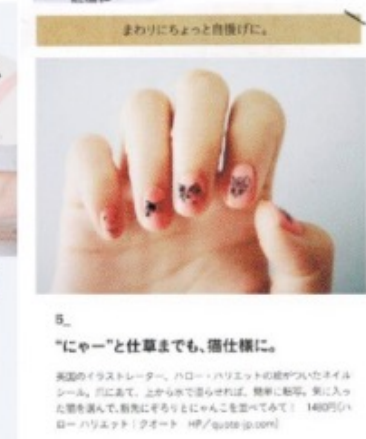 まわりにちょっと自慢げに。
5_
“にゃー”と仕草までも、猫仕様に。
英国のイラストレーター、ハロー・ハリエットの絵がついたネイル
シール。爪にあて、上から水で湿らせれば、簡単に転写。気に入っ
た顔を選んで、指先にぞろりとにゃんこを並べてみて! 1480円(ハ
ロー ハリエット|クオート HP/quote-jp.com)